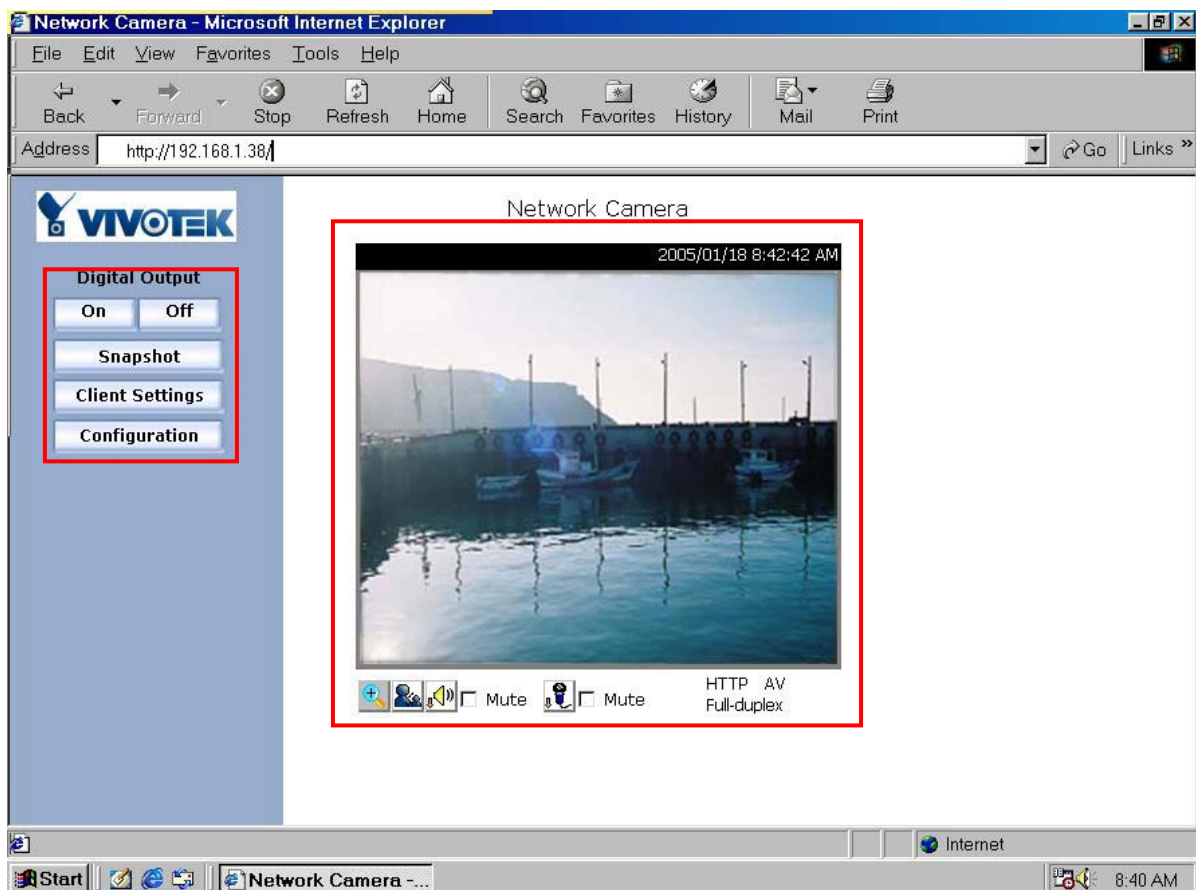 Network Camera - Microsoft Internet Explorer
File Edit View Favorites Tools Help
Back Forward Stop Refresh Home Search Favorites History Mail Print
Address http://192.168.1.38/ Go Links »
VIVOTEK
Network Camera
2005/01/18 8:42:42 AM
Digital Output
On Off
Snapshot
Client Settings
Configuration
Mute Mute HTTP AV
Full-duplex
Internet
Start Network Camera -... 8:40 AM